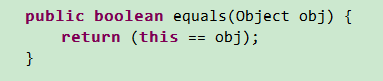 public boolean equals(Object obj) {
    return (this == obj);
}